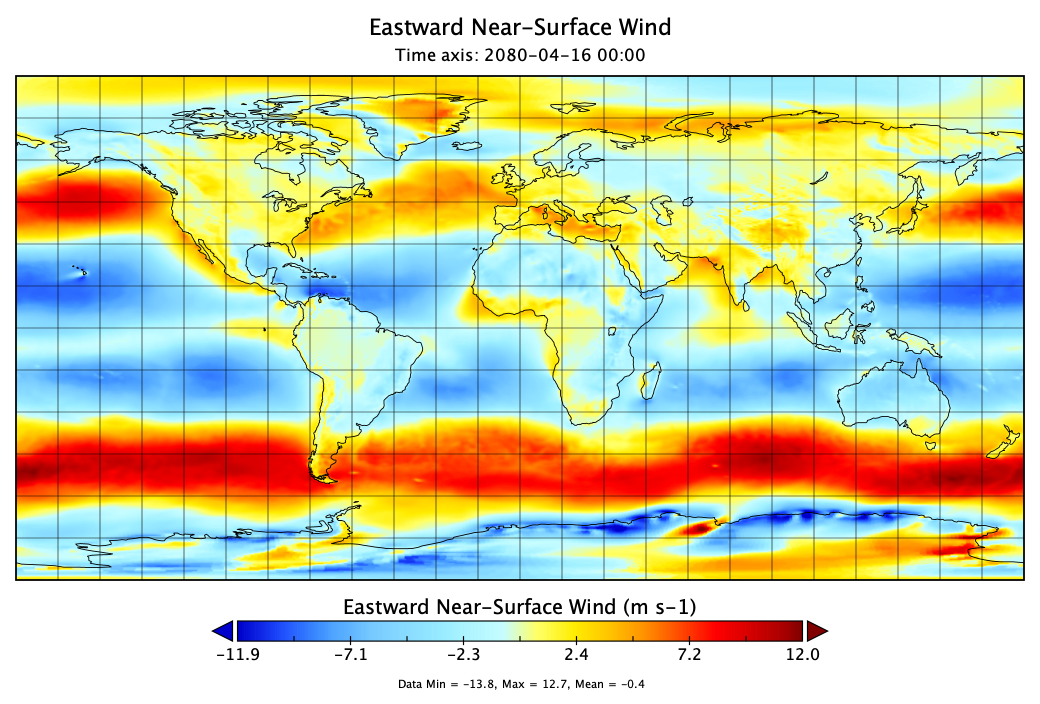 Eastward Near-Surface Wind
Time axis: 2080-04-16 00:00
Eastward Near-Surface Wind (m s-1)
-11.9 -7.1 -2.3 2.4 7.2 12.0
Data Min = -13.8, Max = 12.7, Mean = -0.4